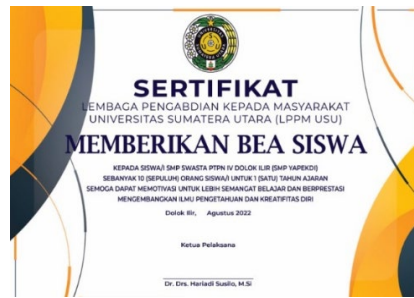 SERTIFIKAT
LEMBAGA PENGABDIAN KEPADA MASYARAKAT
UNIVERSITAS SUMATERA UTARA (LPPM USU)
MEMBERIKAN BEA SISWA
KEPADA SISWA/I SMP SWASTA PTPN IV DOLOK ILIR (SMP YAPEKDI)
SEBANYAK 10 (SEPULUH) ORANG SISWA/I UNTUK 1 (SATU) TAHUN AJARAN
SEMOGA DAPAT MEMOTIVASI UNTUK LEBIH SEMANGAT BELAJAR DAN BERPRESTASI
MENGEMBANGKAN ILMU PENGETAHUAN DAN KREATIFITAS DIRI
Dolok Ilir, Agustus 2022
Ketua Pelaksana
Dr. Drs. Hariadi Susilo, M.Si